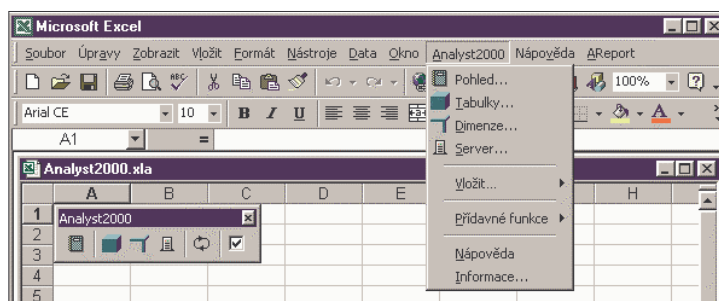 Microsoft Excel
Soubor Úpravy Zobrazit Vložit Formát Nástroje Data Okno Analyst2000 Nápověda AReport
100%
Arial CE 10 B I U
A1 =
Pohled...
Tabulky...
Dimenze...
Server...
Vložit...
Přídavné funkce
Nápověda
Informace...
Analyst2000.xla
A B C D E H
1
2
3
4
5
Analyst2000